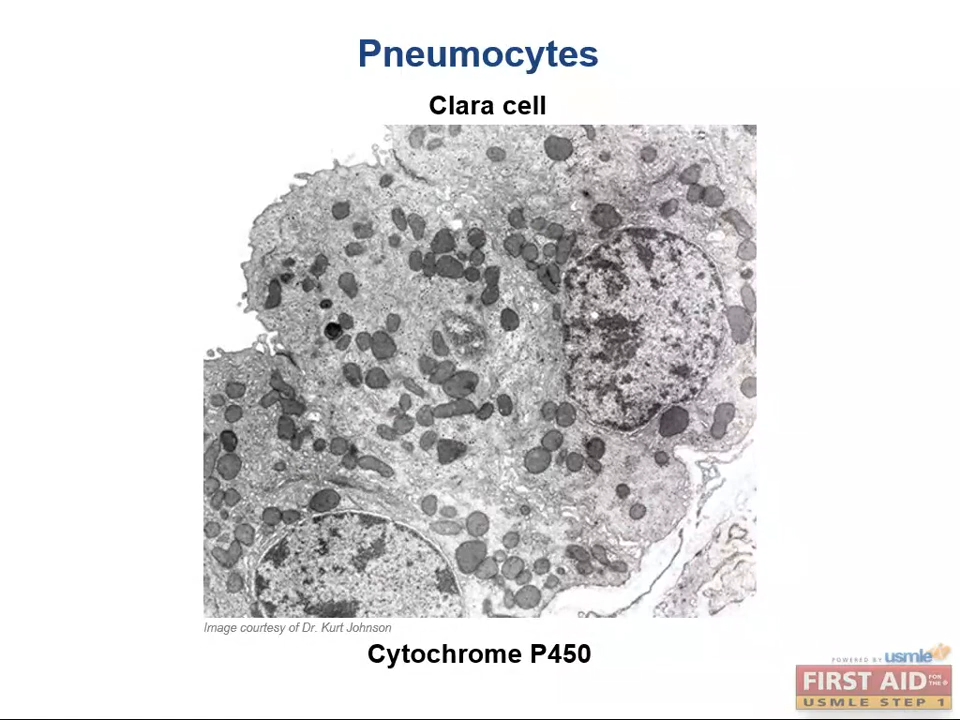 Pneumocytes
Clara cell
Image courtesy of Dr. Kurt Johnson
Cytochrome P450
POWERED BY usmle
FIRST AID FOR THE
USMLE STEP 1